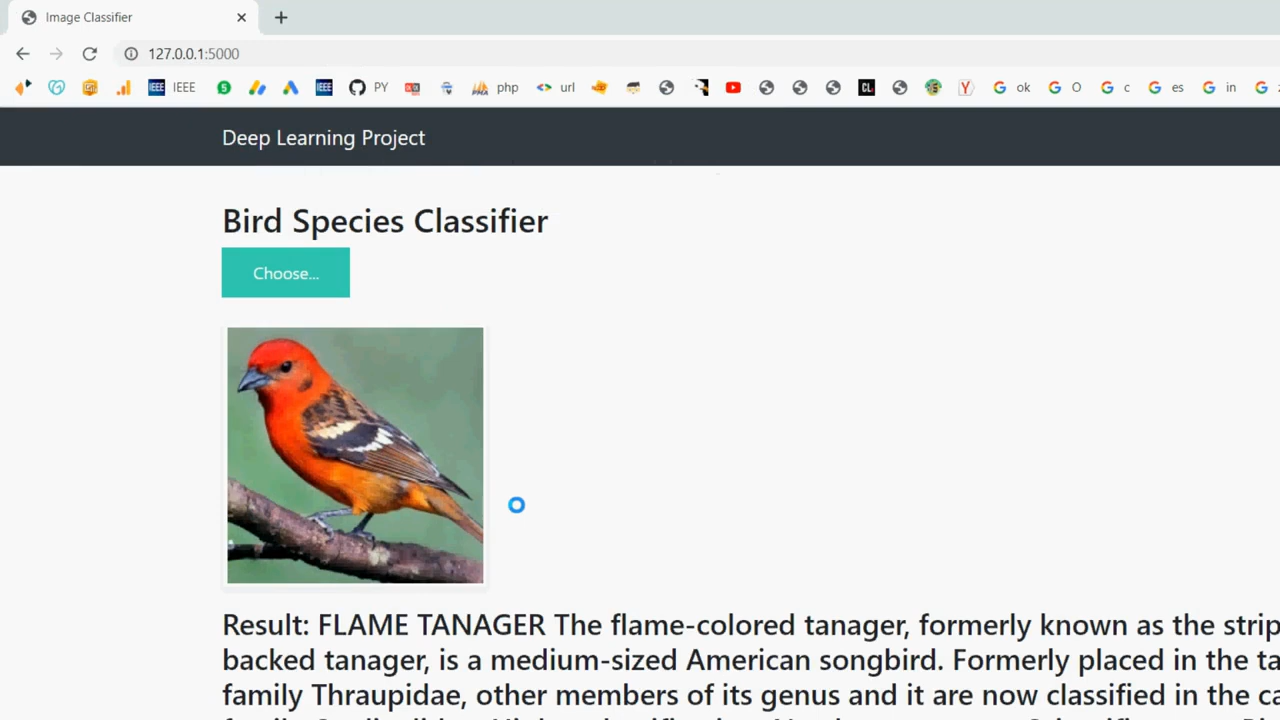 Image Classifier
127.0.0.1:5000
IEEE PY php url ok O c es in
Deep Learning Project
Bird Species Classifier
Choose...
Result: FLAME TANAGER The flame-colored tanager, formerly known as the strip
backed tanager, is a medium-sized American songbird. Formerly placed in the ta
family Thraupidae, other members of its genus and it are now classified in the ca